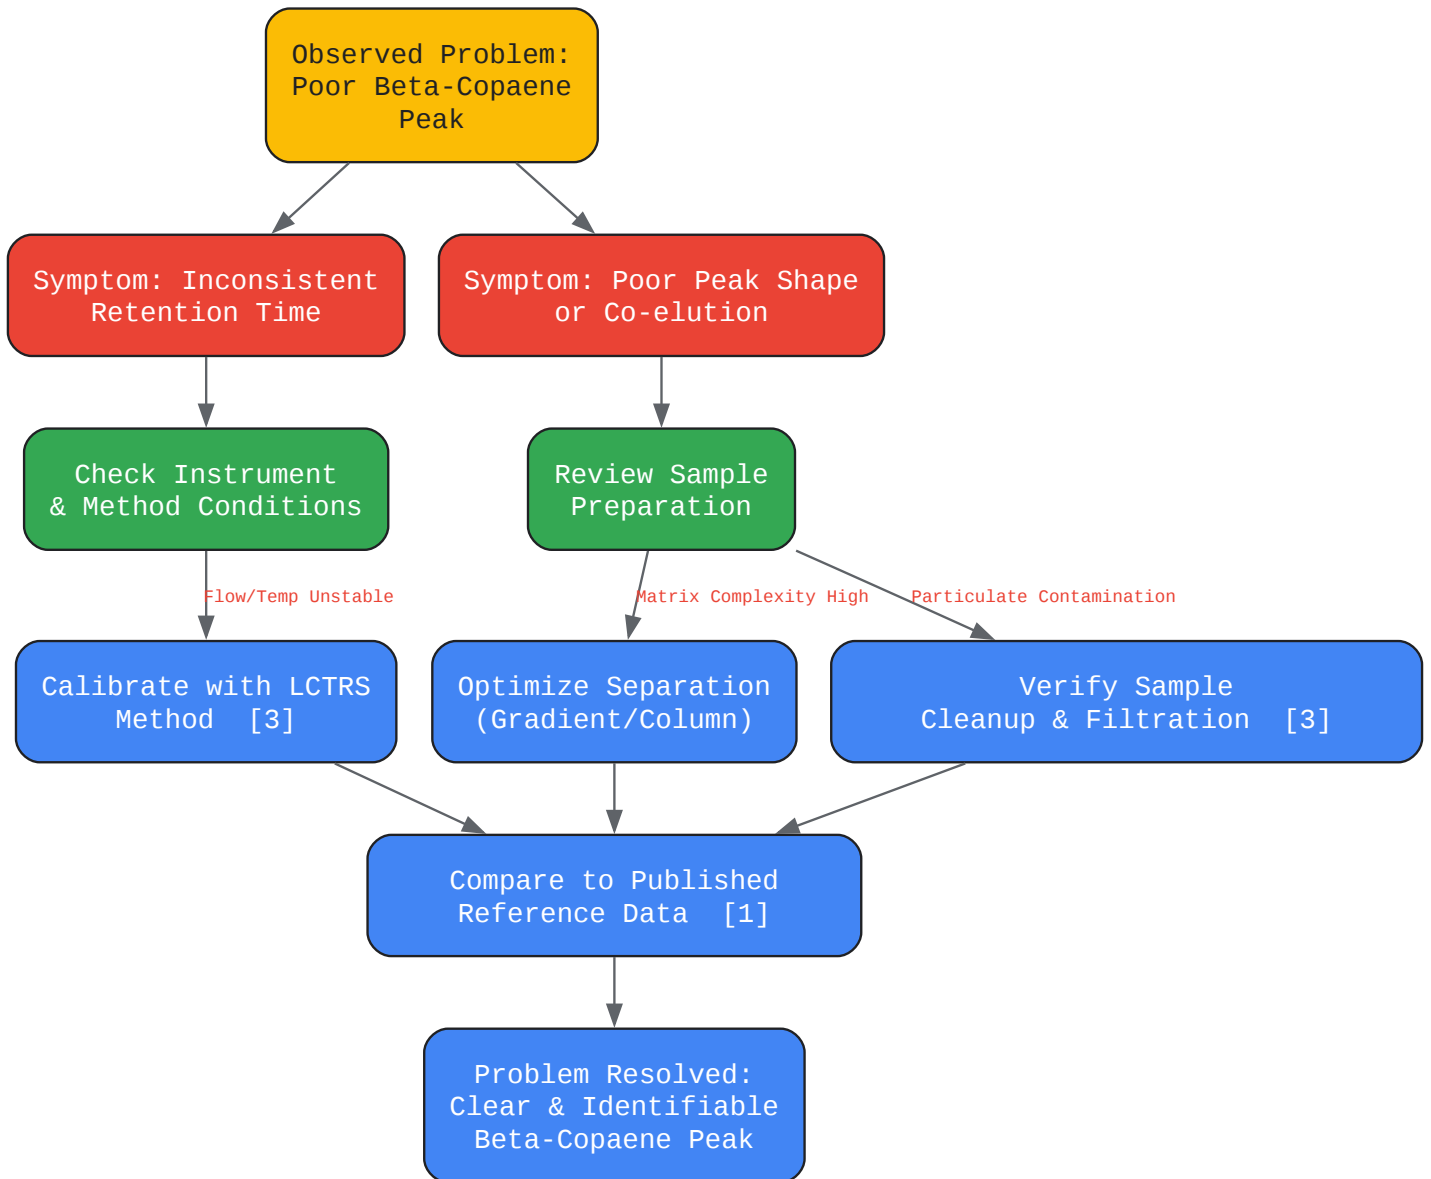 Observed Problem:
Poor Beta-Copaene
Peak
Symptom: Inconsistent
Retention Time
Symptom: Poor Peak Shape
or Co-elution
Check Instrument
& Method Conditions
Review Sample
Preparation
Flow/Temp Unstable
Matrix Complexity High
Particulate Contamination
Calibrate with LCTRS
Method  [3]
Optimize Separation
(Gradient/Column)
Verify Sample
Cleanup & Filtration  [3]
Compare to Published
Reference Data  [1]
Problem Resolved:
Clear & Identifiable
Beta-Copaene Peak